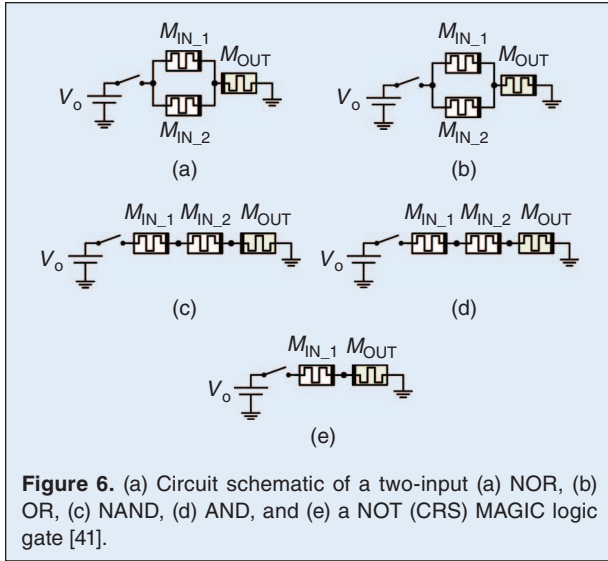 M_IN_1
M_OUT
V_o
M_IN_2
(a)
M_IN_1
M_OUT
V_o
M_IN_2
(b)
M_IN_1 M_IN_2 M_OUT
V_o
(c)
M_IN_1 M_IN_2 M_OUT
V_o
(d)
M_IN_1 M_OUT
V_o
(e)
Figure 6. (a) Circuit schematic of a two-input (a) NOR, (b)
OR, (c) NAND, (d) AND, and (e) a NOT (CRS) MAGIC logic
gate [41].